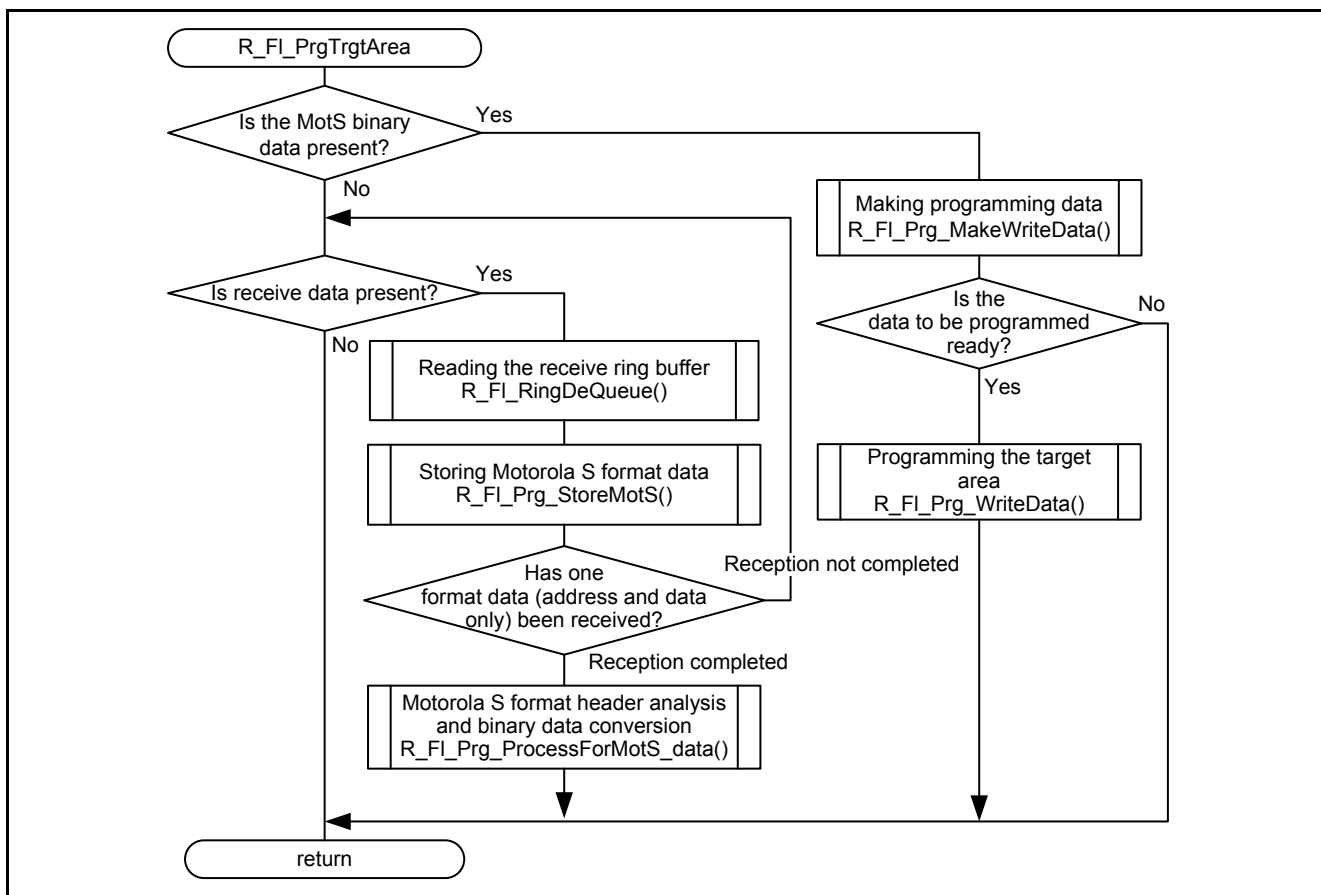 R_Fl_PrgTrgtArea
Is the MotS binary
data present?
Yes
No
Making programming data
R_Fl_Prg_MakeWriteData()
Is receive data present?
Yes
No
Is the
data to be programmed
ready?
No
Yes
Reading the receive ring buffer
R_Fl_RingDeQueue()
Storing Motorola S format data
R_Fl_Prg_StoreMotS()
Programming the target
area
R_Fl_Prg_WriteData()
Has one
format data (address and data
only) been received?
Reception not completed
Reception completed
Motorola S format header analysis
and binary data conversion
R_Fl_Prg_ProcessForMotS_data()
return